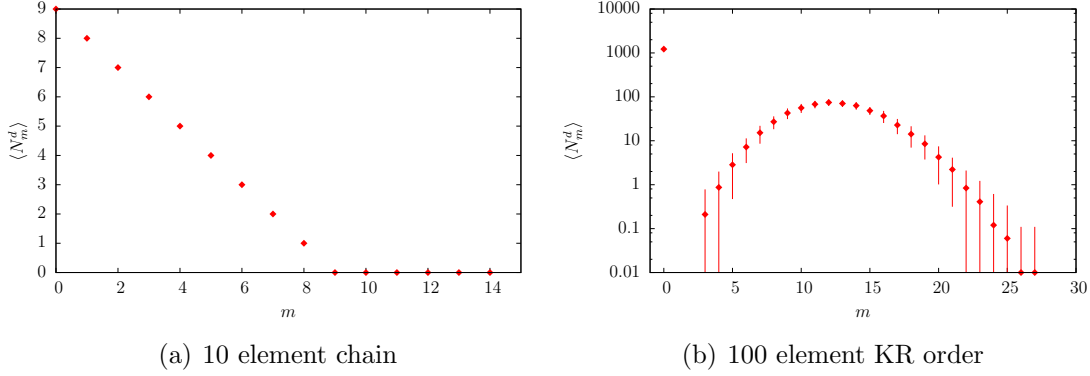 9
8
7
6
5
4
3
2
1
0
⟨N_m^d⟩
0 2 4 6 8 10 12 14
m
(a) 10 element chain
10000
1000
100
10
1
0.1
0.01
⟨N_m^d⟩
0 5 10 15 20 25 30
m
(b) 100 element KR order